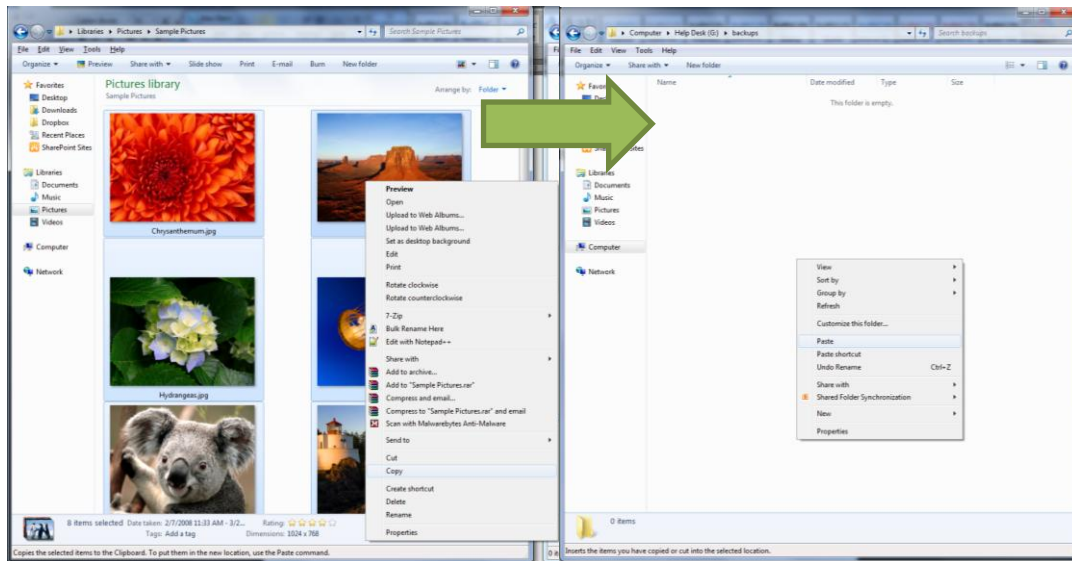 Libraries ▸ Pictures ▸ Sample Pictures
Search Sample Pictures
File Edit View Tools Help
Organize Preview Share with Slide show Print E-mail Burn New folder
Favorites
Desktop
Downloads
Dropbox
Recent Places
SharePoint Sites
Libraries
Documents
Music
Pictures
Videos
Computer
Network
Pictures library
Sample Pictures
Arrange by: Folder
Chrysanthemum.jpg
Hydrangeas.jpg
Preview
Open
Upload to Web Albums...
Upload to Web Albums...
Set as desktop background
Edit
Print
Rotate clockwise
Rotate counterclockwise
7-Zip
Bulk Rename Here
Edit with Notepad++
Share with
Add to archive...
Add to "Sample Pictures.rar"
Compress and email...
Compress to "Sample Pictures.rar" and email
Scan with Malwarebytes Anti-Malware
Send to
Cut
Copy
Create shortcut
Delete
Rename
Properties
8 items selected Date taken: 2/7/2008 11:33 AM - 3/2... Rating:
Tags: Add a tag Dimensions: 1024 x 768
Copies the selected items to the Clipboard. To put them in the new location, use the Paste command.
Computer ▸ Help Desk (G:) ▸ backups
Search backups
File Edit View Tools Help
Organize Share with New folder
Name Date modified Type Size
This folder is empty.
Libraries
Documents
Music
Pictures
Videos
Computer
Network
View
Sort by
Group by
Refresh
Customize this folder...
Paste
Paste shortcut
Undo Rename Ctrl+Z
Share with
Shared Folder Synchronization
New
Properties
0 items
Inserts the items you have copied or cut into the selected location.